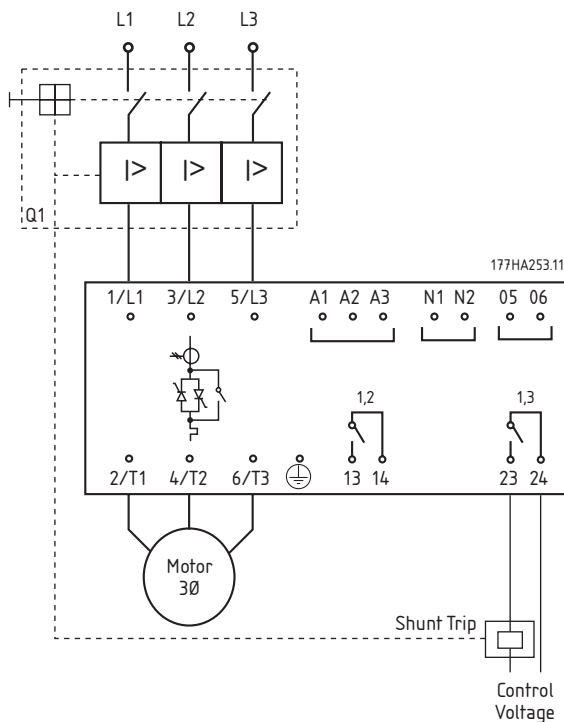 L1 L2 L3
I> I> I>
Q1
177HA253.11
1/L1 3/L2 5/L3 A1 A2 A3 N1 N2 05 06
1,2 1,3
2/T1 4/T2 6/T3 13 14 23 24
Motor
3Ø
Shunt Trip
Control
Voltage